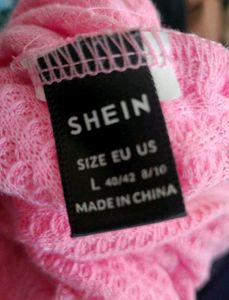 SHEIN
SIZE EU US
L 40/42 8/10
MADE IN CHINA